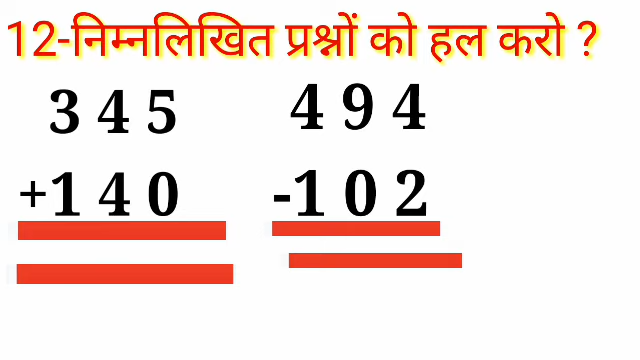 12-निम्नलिखित प्रश्नों को हल करो ?
3 4 5 4 9 4
+1 4 0 -1 0 2